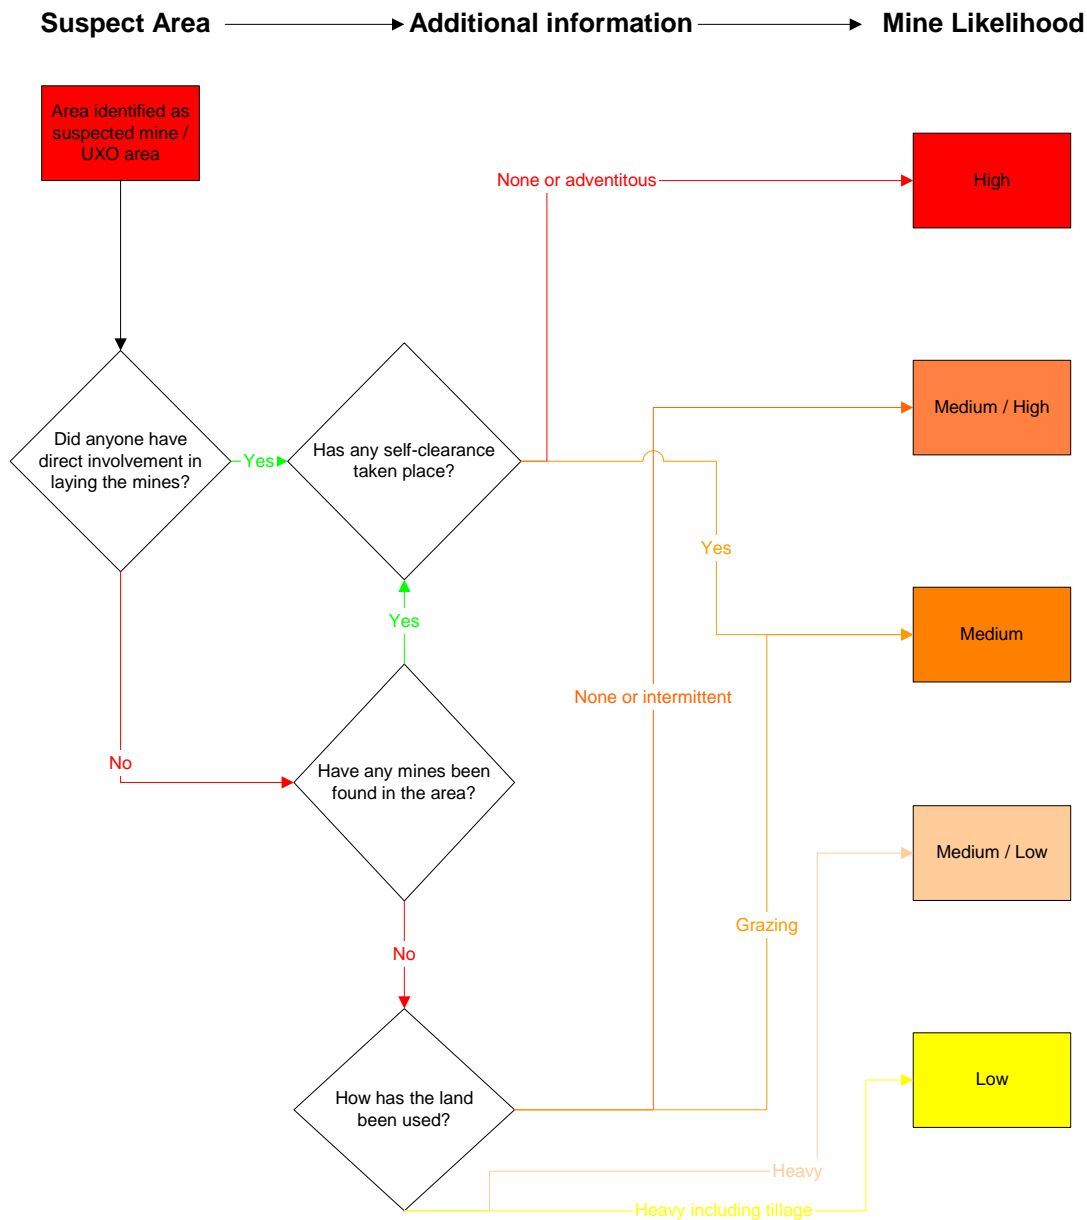 Suspect Area
Additional information
Mine Likelihood
Area identified as
suspected mine /
UXO area
None or adventitous
High
Medium / High
Did anyone have
direct involvement in
laying the mines?
Yes
Has any self-clearance
taken place?
Yes
Yes
Medium
None or intermittent
No
Have any mines been
found in the area?
Medium / Low
Grazing
No
Low
How has the land
been used?
Heavy
Heavy including tillage